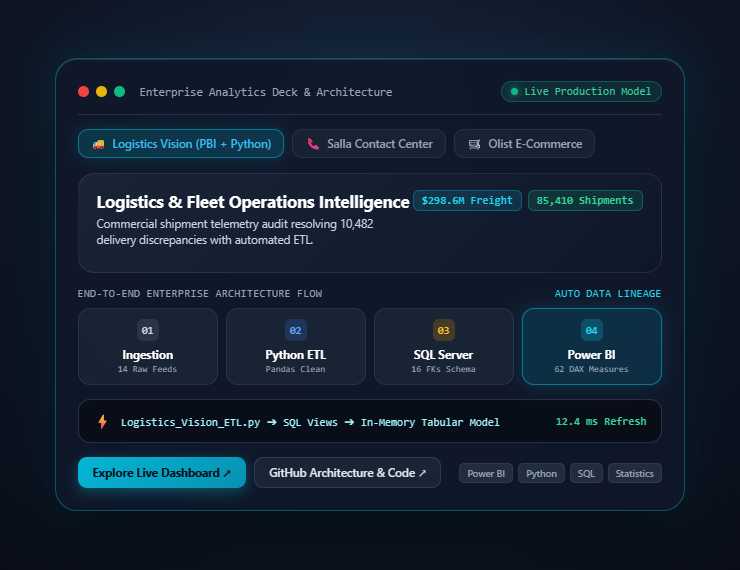 Enterprise Analytics Deck & Architecture
Live Production Model
Logistics Vision (PBI + Python)
Salla Contact Center
Olist E-Commerce
Logistics & Fleet Operations Intelligence
$298.6M Freight
85,410 Shipments
Commercial shipment telemetry audit resolving 10,482
delivery discrepancies with automated ETL.
END-TO-END ENTERPRISE ARCHITECTURE FLOW
AUTO DATA LINEAGE
01
Ingestion
14 Raw Feeds
02
Python ETL
Pandas Clean
03
SQL Server
16 FKs Schema
04
Power BI
62 DAX Measures
Logistics_Vision_ETL.py ➔ SQL Views ➔ In-Memory Tabular Model
12.4 ms Refresh
Explore Live Dashboard ↗
GitHub Architecture & Code ↗
Power BI
Python
SQL
Statistics